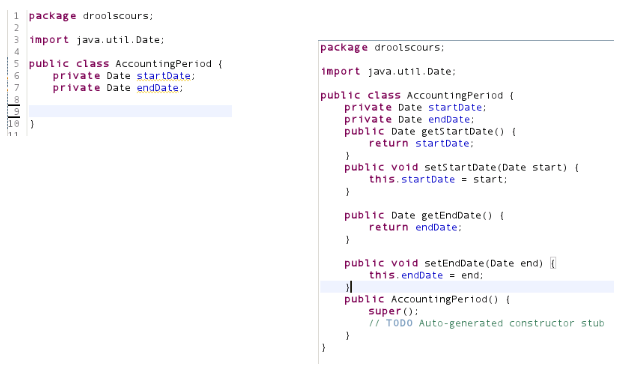 1 package droolscours;
2
3 import java.util.Date;
4
5 public class AccountingPeriod {
6 private Date startDate;
7 private Date endDate;
8
9
10 }
11
package droolscours;
import java.util.Date;
public class AccountingPeriod {
private Date startDate;
private Date endDate;
public Date getStartDate() {
return startDate;
}
public void setStartDate(Date start) {
this.startDate = start;
}
public Date getEndDate() {
return endDate;
}
public void setEndDate(Date end) {
this.endDate = end;
}
public AccountingPeriod() {
super();
// TODO Auto-generated constructor stub
}
}